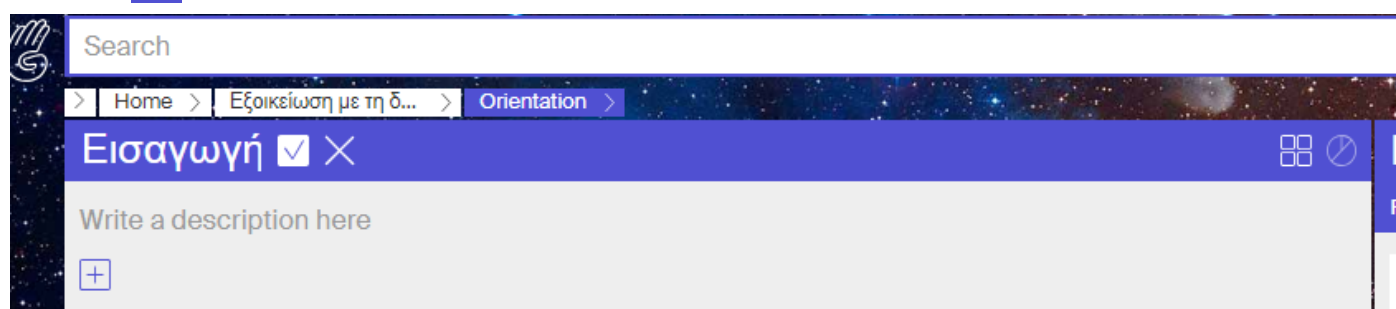 Search
> Home > Εξοικείωση με τη δ... > Orientation >
Εισαγωγή
Write a description here